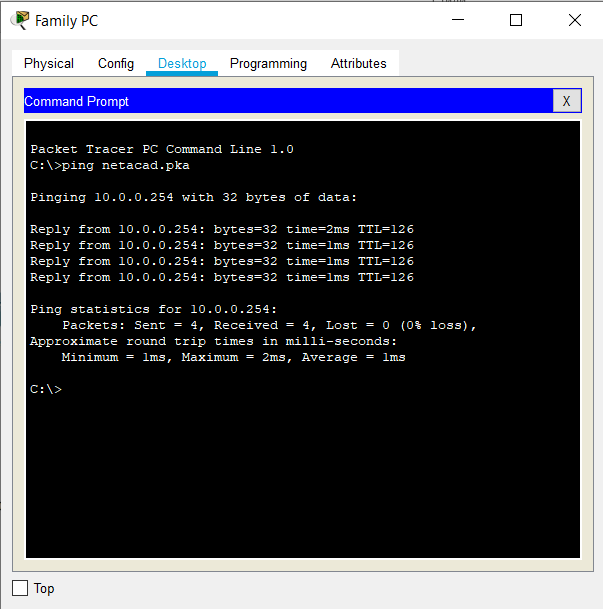 Family PC
Physical Config Desktop Programming Attributes
Command Prompt X
Packet Tracer PC Command Line 1.0
C:\>ping netacad.pka
Pinging 10.0.0.254 with 32 bytes of data:
Reply from 10.0.0.254: bytes=32 time=2ms TTL=126
Reply from 10.0.0.254: bytes=32 time=1ms TTL=126
Reply from 10.0.0.254: bytes=32 time=1ms TTL=126
Reply from 10.0.0.254: bytes=32 time=1ms TTL=126
Ping statistics for 10.0.0.254:
Packets: Sent = 4, Received = 4, Lost = 0 (0% loss),
Approximate round trip times in milli-seconds:
Minimum = 1ms, Maximum = 2ms, Average = 1ms
C:\>
Top